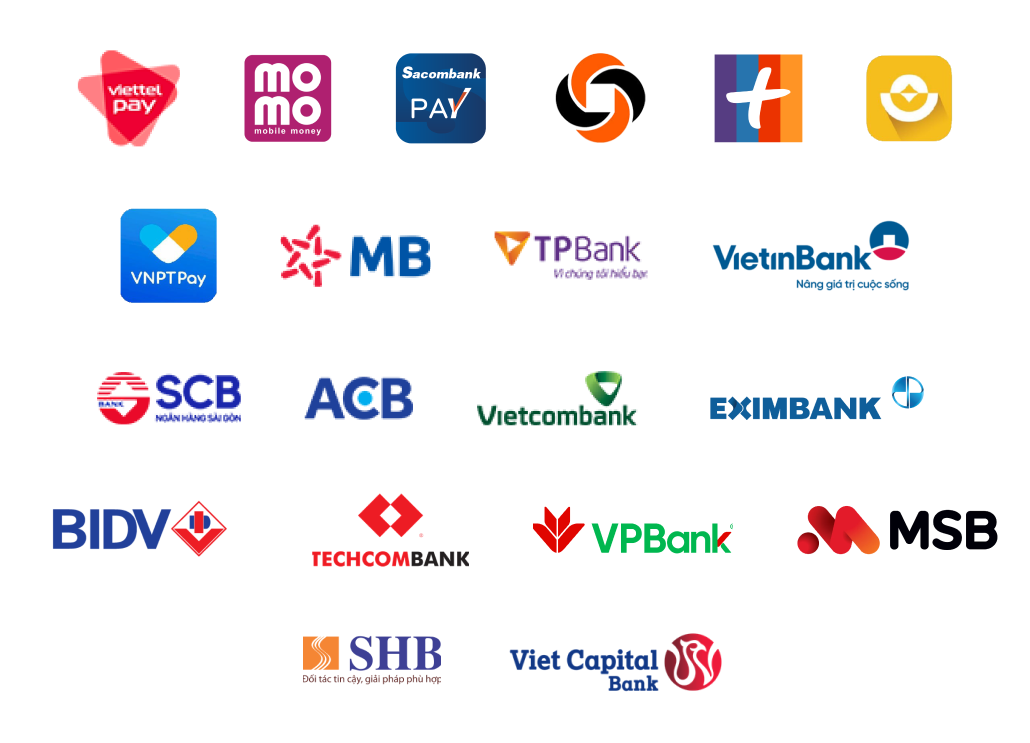 viettel
pay
mo
mo
mobile money
Sacombank
PAY
VNPTPay
MB
TPBank
Vì chúng tôi hiểu bạn
VietinBank
Nâng giá trị cuộc sống
BANK
SCB
NGÂN HÀNG SÀI GÒN
ACB
Vietcombank
EXIMBANK
BIDV
TECHCOMBANK
VPBank
MSB
SHB
Đối tác tin cậy, giải pháp phù hợp
Viet Capital
Bank